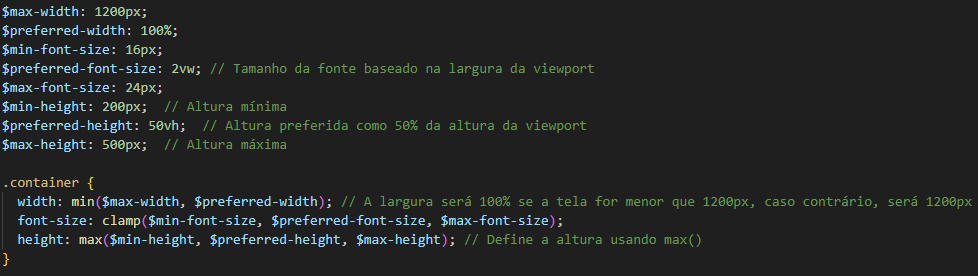 $max-width: 1200px;
$preferred-width: 100%;
$min-font-size: 16px;
$preferred-font-size: 2vw; // Tamanho da fonte baseado na largura da viewport
$max-font-size: 24px;
$min-height: 200px;  // Altura mínima
$preferred-height: 50vh;  // Altura preferida como 50% da altura da viewport
$max-height: 500px;  // Altura máxima

.container {
  width: min($max-width, $preferred-width); // A largura será 100% se a tela for menor que 1200px, caso contrário, será 1200px
  font-size: clamp($min-font-size, $preferred-font-size, $max-font-size);
  height: max($min-height, $preferred-height, $max-height); // Define a altura usando max()
}